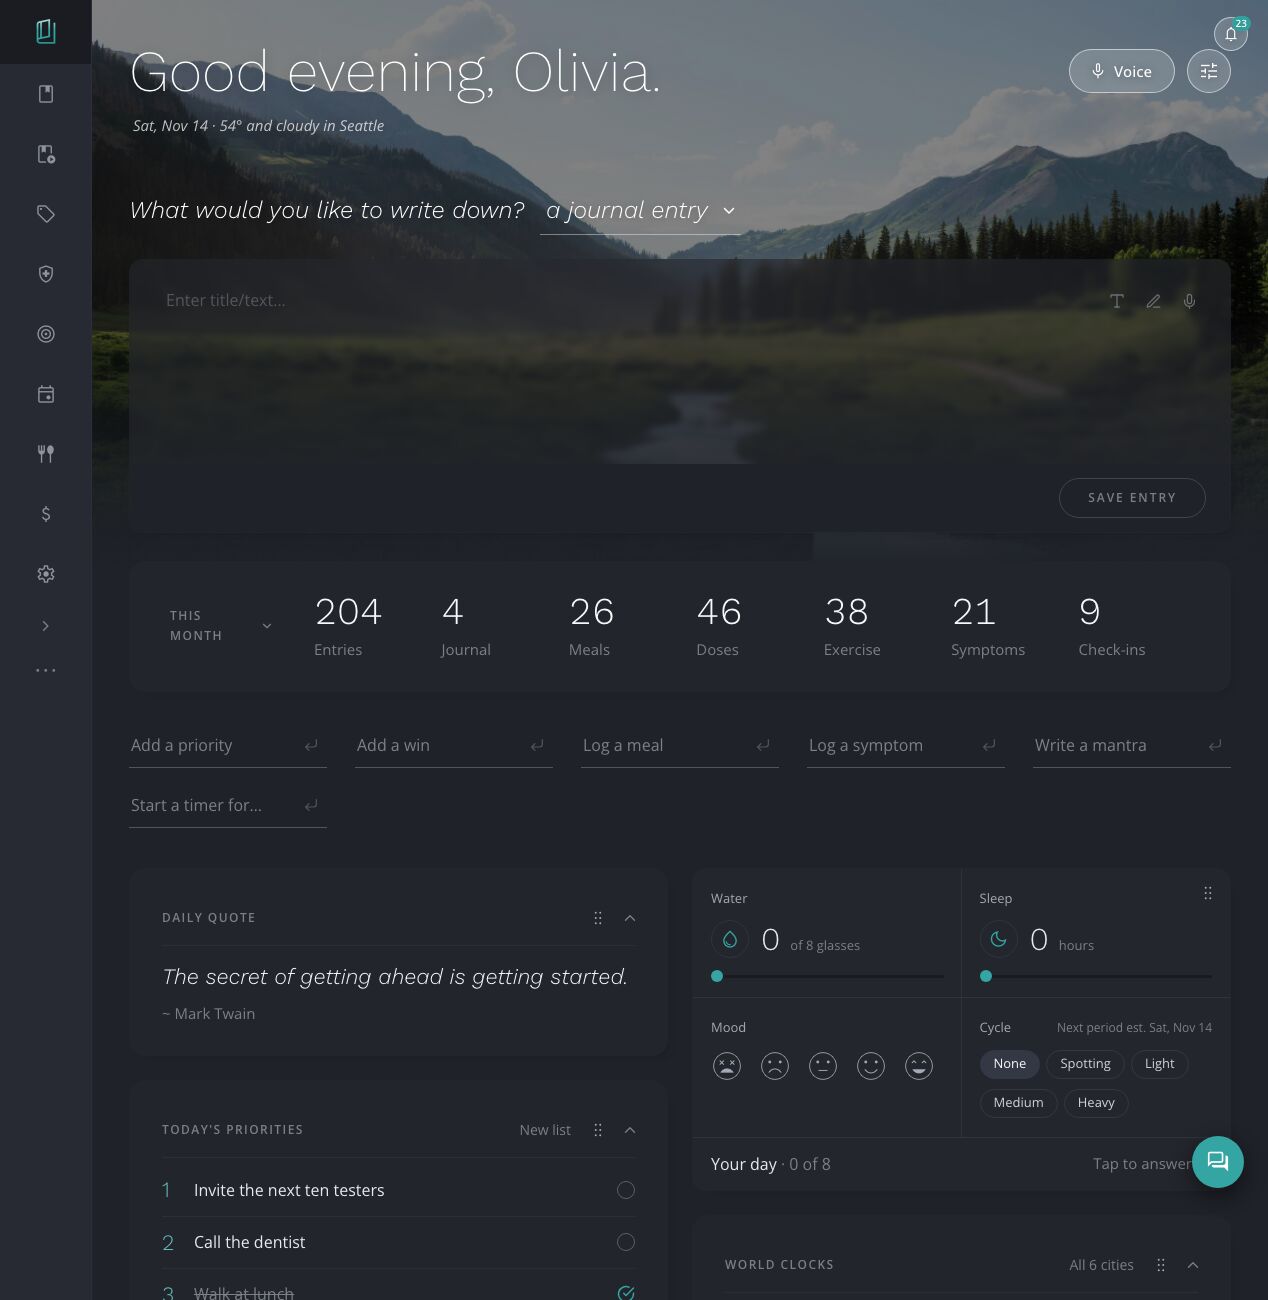 23
Good evening, Olivia.
Voice
Sat, Nov 14 · 54° and cloudy in Seattle
What would you like to write down? a journal entry
Enter title/text...
SAVE ENTRY
THIS MONTH
204 Entries
4 Journal
26 Meals
46 Doses
38 Exercise
21 Symptoms
9 Check-ins
Add a priority
Add a win
Log a meal
Log a symptom
Write a mantra
Start a timer for...
DAILY QUOTE
The secret of getting ahead is getting started.
~ Mark Twain
TODAY'S PRIORITIES New list
1 Invite the next ten testers
2 Call the dentist
3 Walk at lunch
Water
0 of 8 glasses
Sleep
0 hours
Mood
Cycle Next period est. Sat, Nov 14
None Spotting Light
Medium Heavy
Your day · 0 of 8 Tap to answer
WORLD CLOCKS All 6 cities